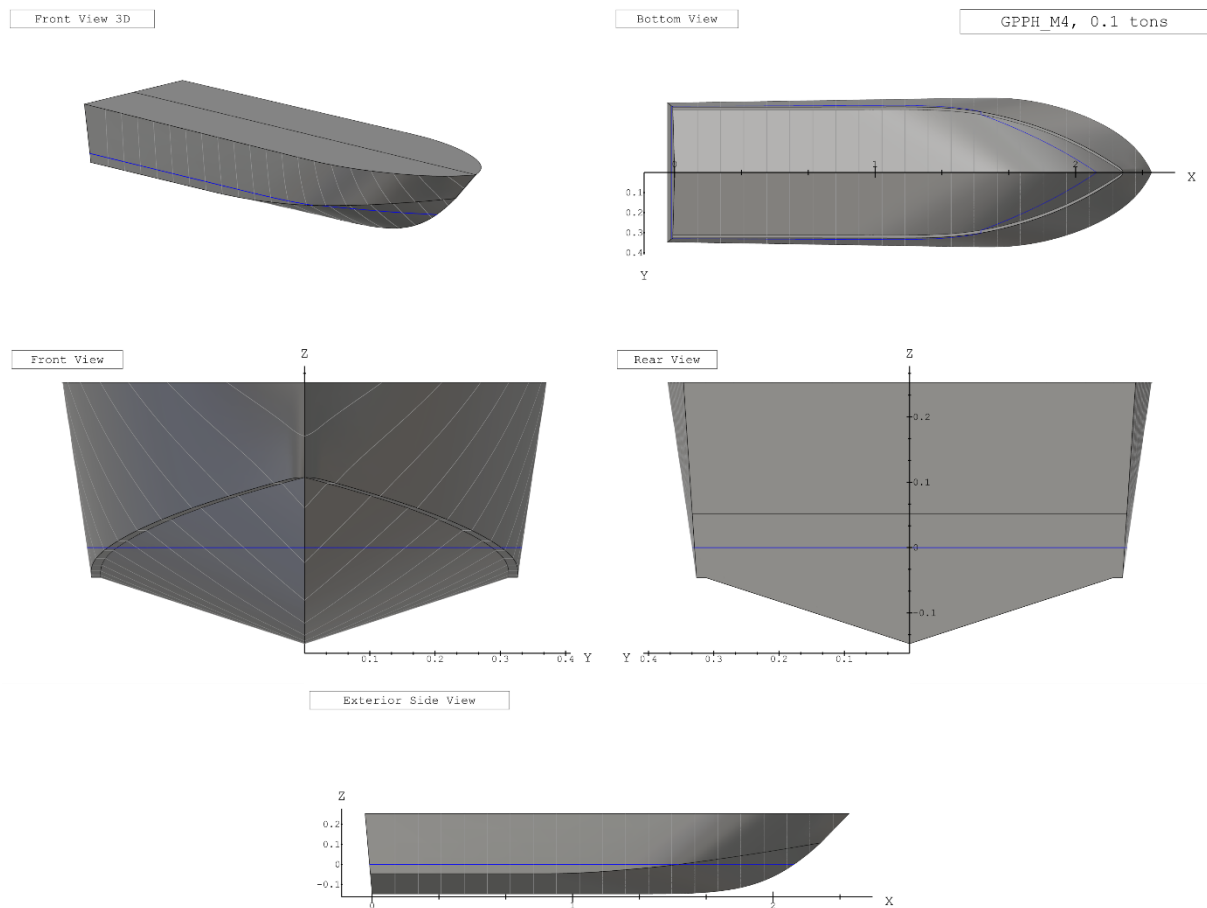 Front View 3D
Bottom View
GPPH_M4, 0.1 tons
0
1
2
X
0.1
0.2
0.3
0.4
Y
Front View
Z
0.1
0.2
0.3
0.4
Y
Rear View
Z
0.2
0.1
0
-0.1
Y
0.4
0.3
0.2
0.1
Exterior Side View
Z
0.2
0.1
0
-0.1
0
1
2
X